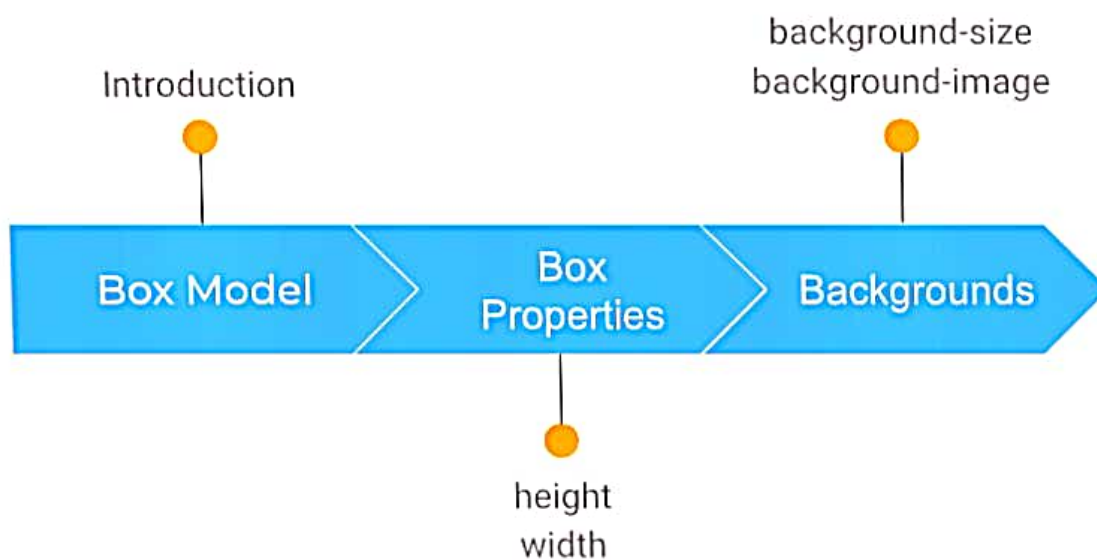 Introduction
background-size
background-image
Box Model
Box
Properties
Backgrounds
height
width